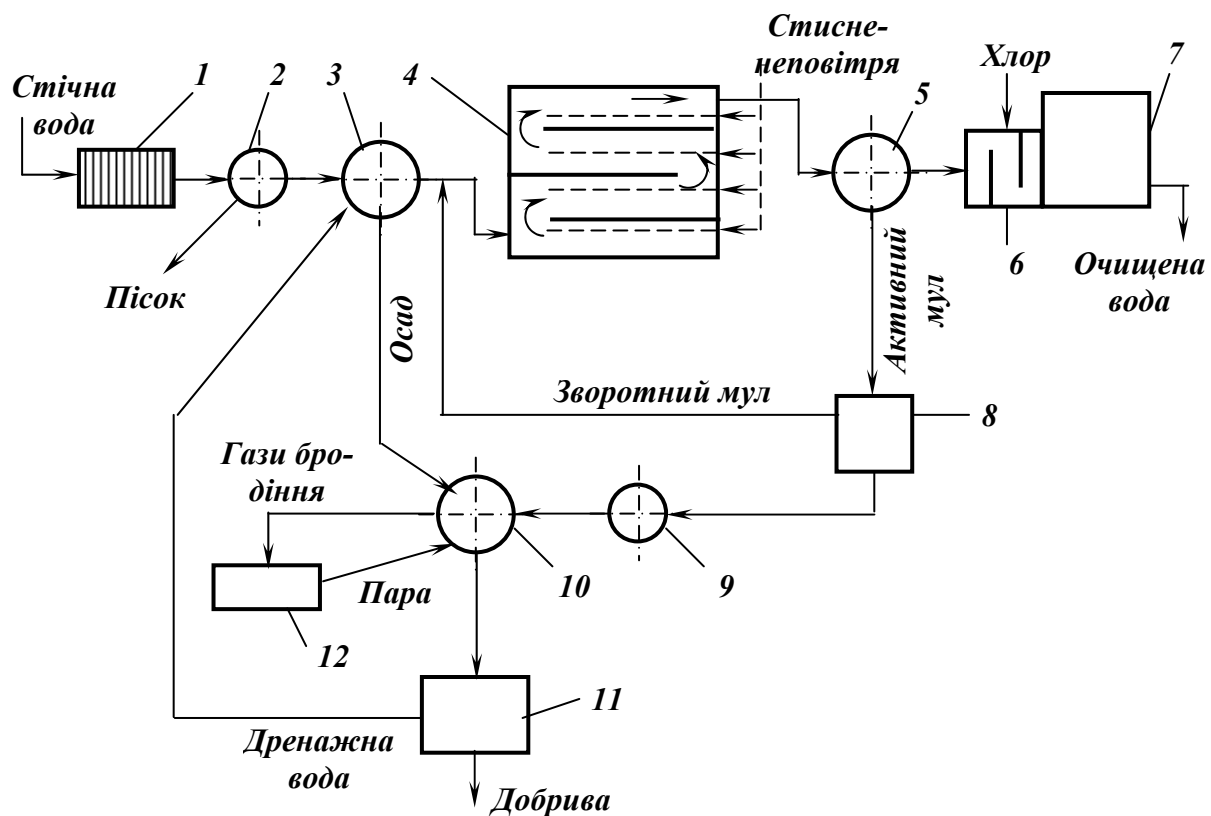 Стисне-
неповітря
Стічна
вода
1
2
3
4
5
Хлор
7
Пісок
Осад
Активний
мул
6
Очищена
вода
Зворотний мул
8
Гази бро-
діння
Пара
10
9
12
11
Дренажна
вода
Добрива